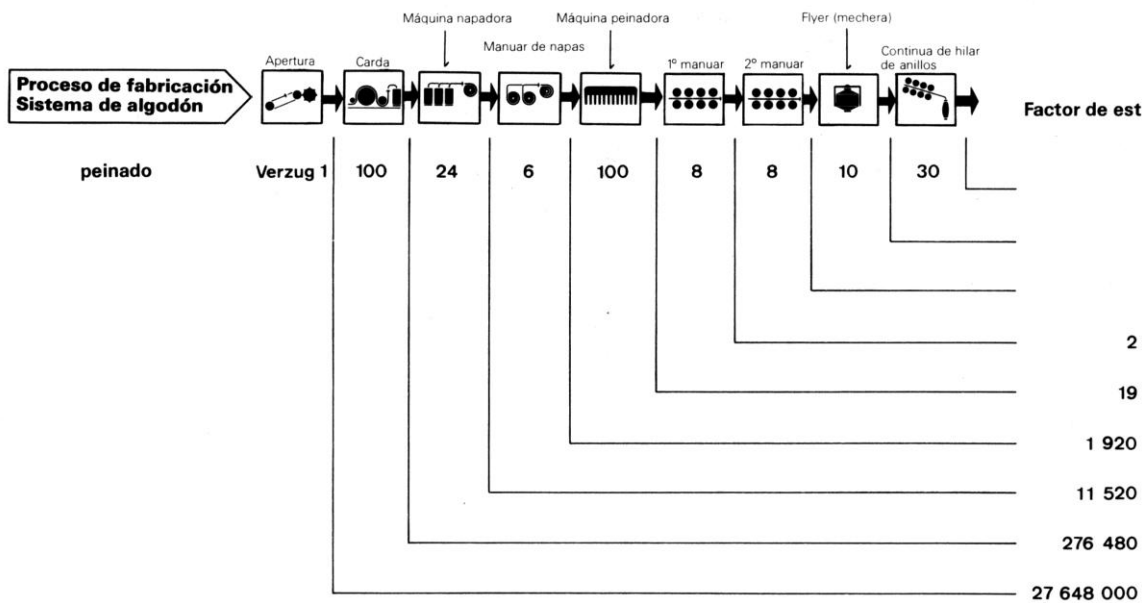 Máquina napadora
Máquina peinadora
Flyer (mechera)
Manuar de napas
Continua de hilar
de anillos
Apertura
Carda
1º manuar
2º manuar
Proceso de fabricación
Sistema de algodón
Factor de est
peinado
Verzug 1 100 24 6 100 8 8 10 30
2
19
1 920
11 520
276 480
27 648 000